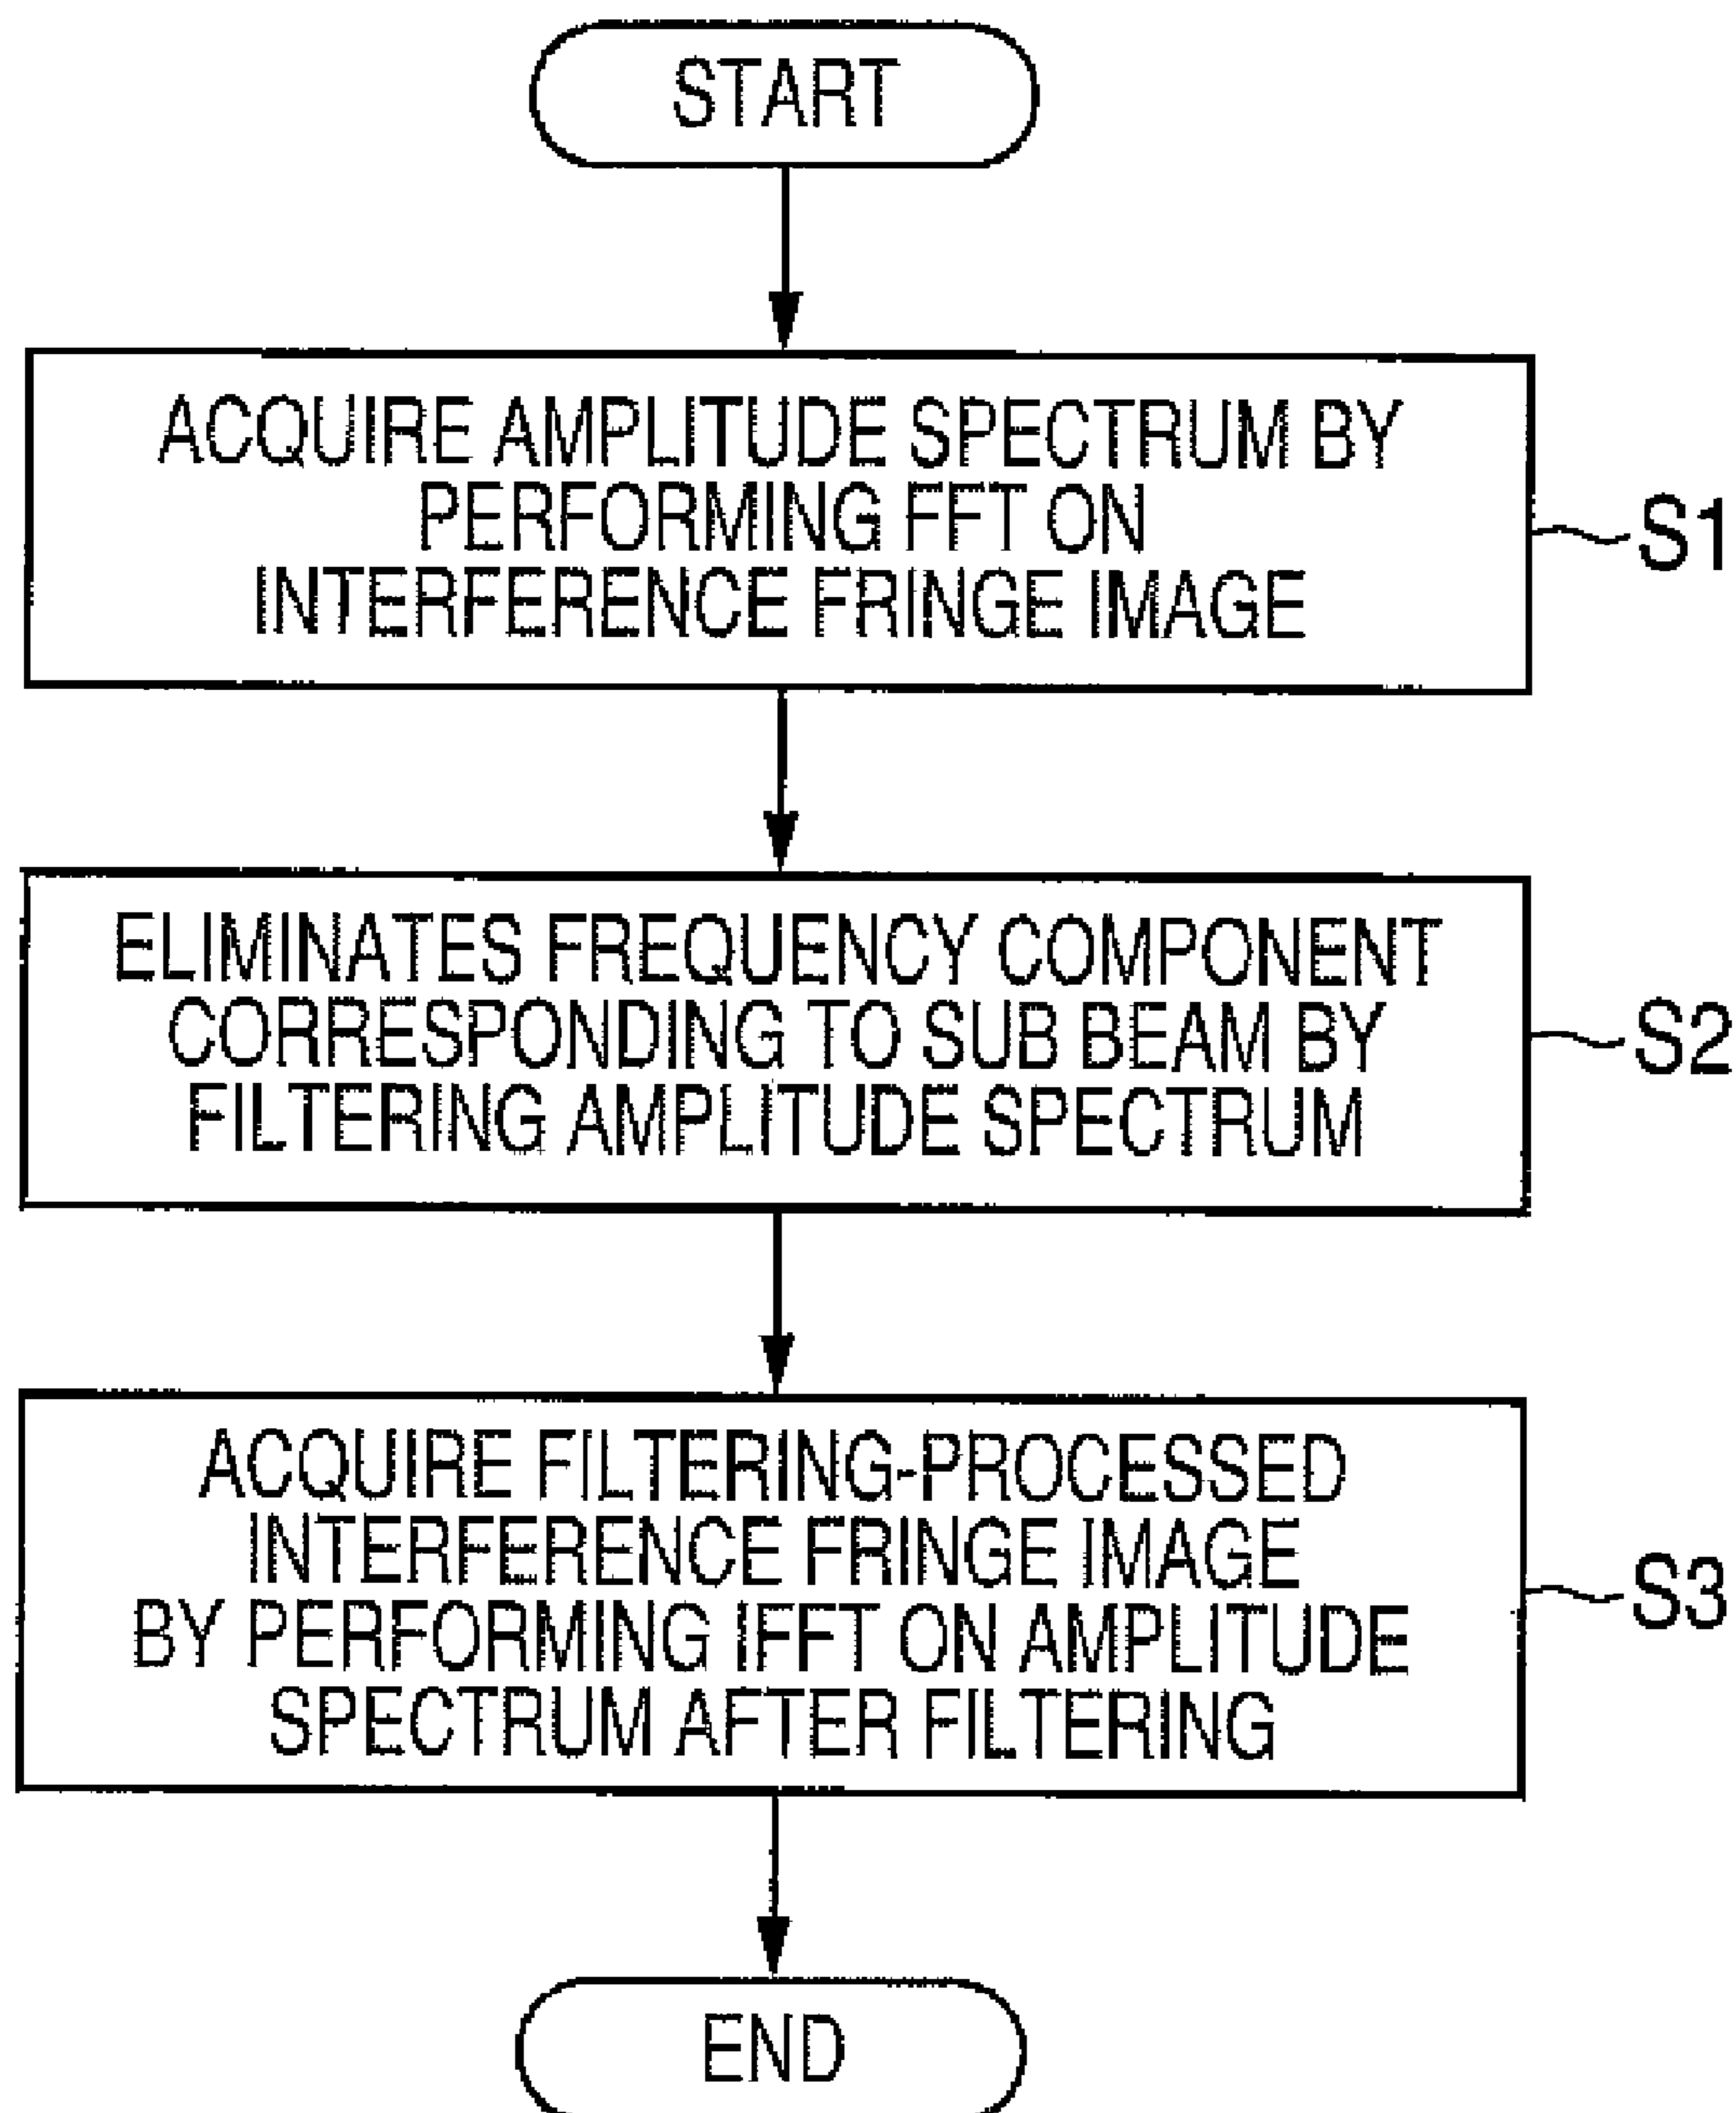 START
ACQUIRE AMPLITUDE SPECTRUM BY
PERFORMING FFT ON
INTERFERENCE FRINGE IMAGE
S1
ELIMINATES FREQUENCY COMPONENT
CORRESPONDING TO SUB BEAM BY
FILTERING AMPLITUDE SPECTRUM
S2
ACQUIRE FILTERING-PROCESSED
INTERFERENCE FRINGE IMAGE
BY PERFORMING IFFT ON AMPLITUDE
SPECTRUM AFTER FILTERING
S3
END